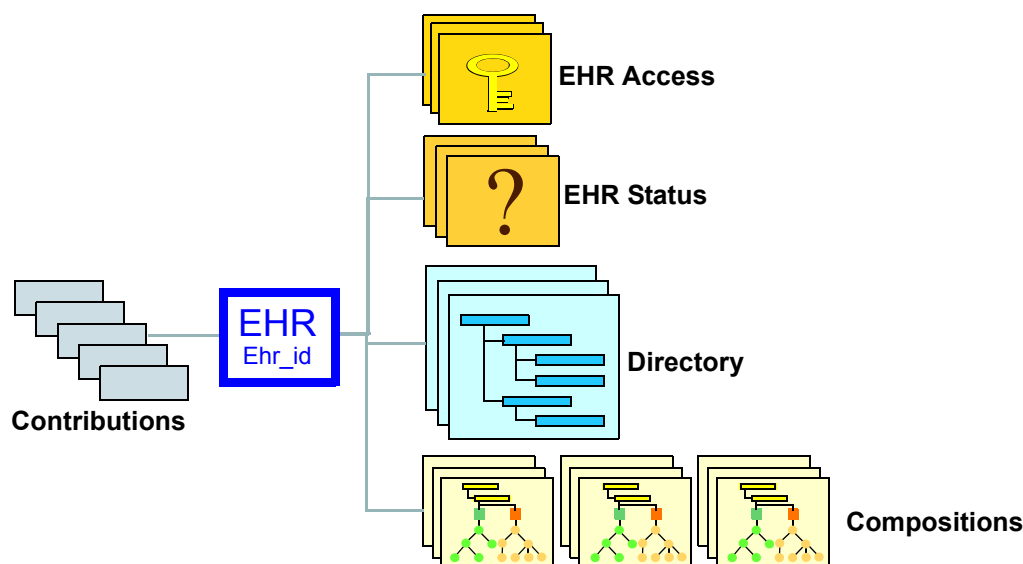 EHR Access
?
EHR Status
EHR
Ehr_id
Directory
Contributions
Compositions